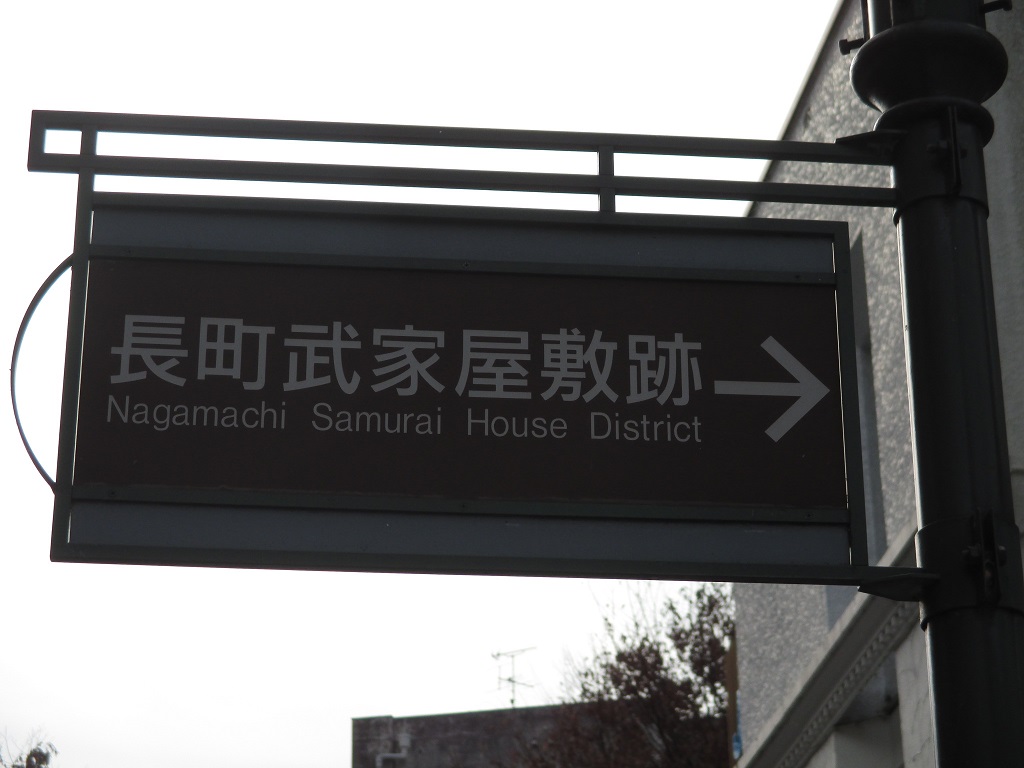 長町武家屋敷跡 →
Nagamachi Samurai House District